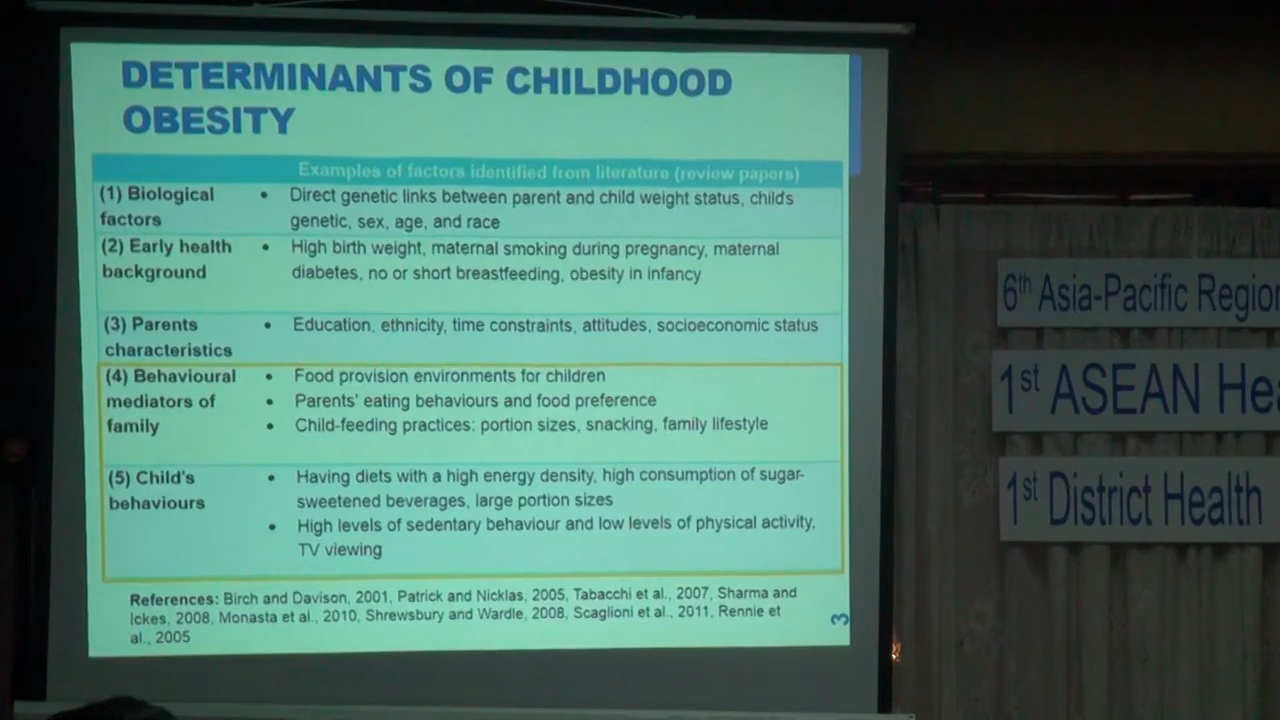 DETERMINANTS OF CHILDHOOD
OBESITY
Examples of factors identified from literature (review papers)
(1) Biological
factors
• Direct genetic links between parent and child weight status, child's
genetic, sex, age, and race
(2) Early health
background
• High birth weight, maternal smoking during pregnancy, maternal
diabetes, no or short breastfeeding, obesity in infancy
(3) Parents
characteristics
• Education, ethnicity, time constraints, attitudes, socioeconomic status
(4) Behavioural
mediators of
family
• Food provision environments for children
• Parents' eating behaviours and food preference
• Child-feeding practices: portion sizes, snacking, family lifestyle
(5) Child's
behaviours
• Having diets with a high energy density, high consumption of sugar-
sweetened beverages, large portion sizes
• High levels of sedentary behaviour and low levels of physical activity,
TV viewing
References: Birch and Davison, 2001, Patrick and Nicklas, 2005, Tabacchi et al., 2007, Sharma and
Ickes, 2008, Monasta et al., 2010, Shrewsbury and Wardle, 2008, Scaglioni et al., 2011, Rennie et
al., 2005
3
6th Asia-Pacific Region
1st ASEAN Hea
1st District Health